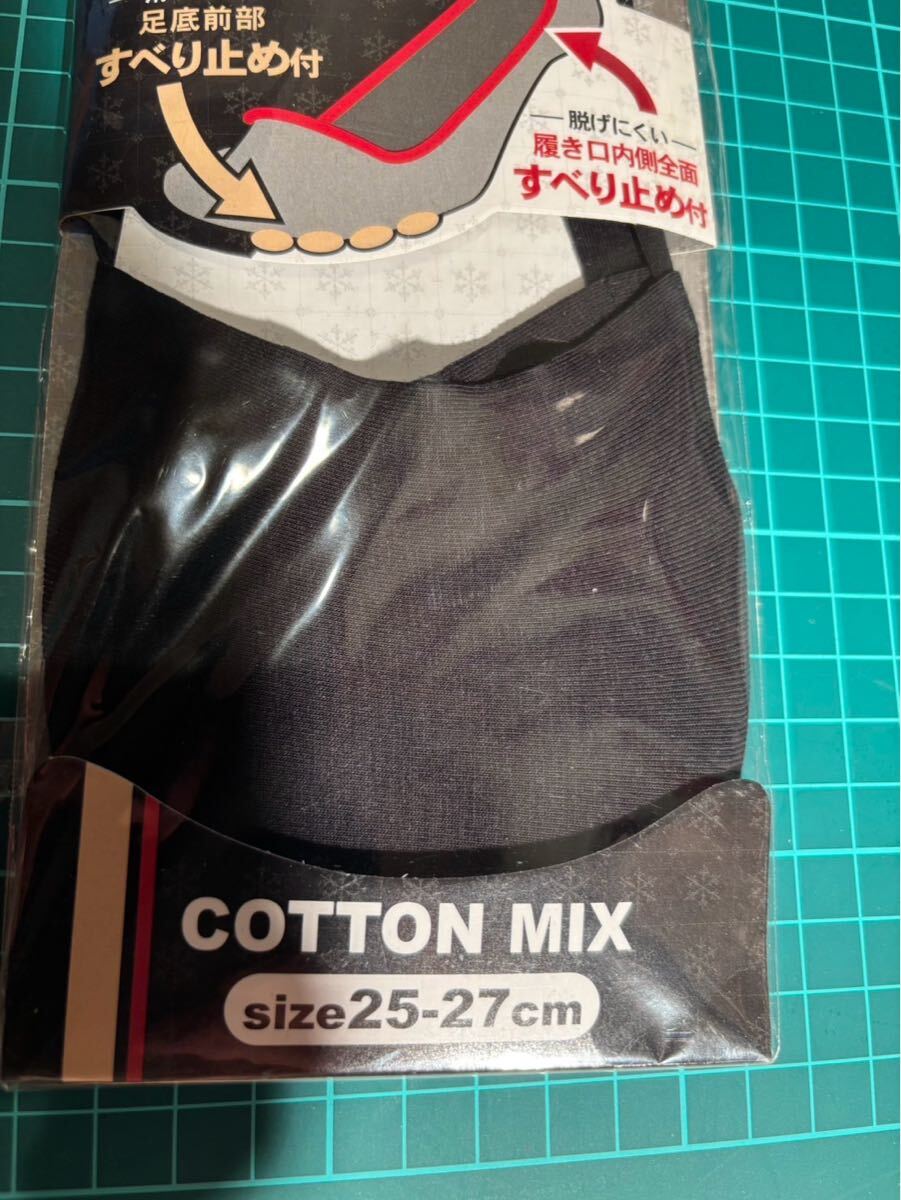 足底前部
すべり止め付
脱げにくい
履き口内側全面
すべり止め付
COTTON MIX
size25-27cm